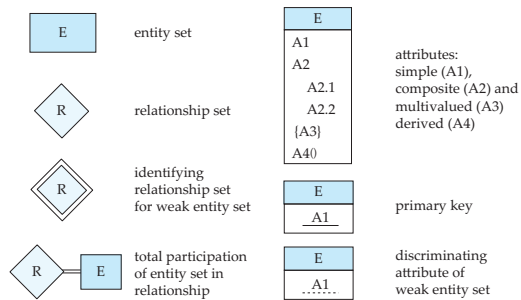 E
entity set
R
relationship set
R
identifying
relationship set
for weak entity set
R
E
total participation
of entity set in
relationship
E
A1
A2
A2.1
A2.2
{A3}
A4()
attributes:
simple (A1),
composite (A2) and
multivalued (A3)
derived (A4)
E
A1
primary key
E
A1
discriminating
attribute of
weak entity set